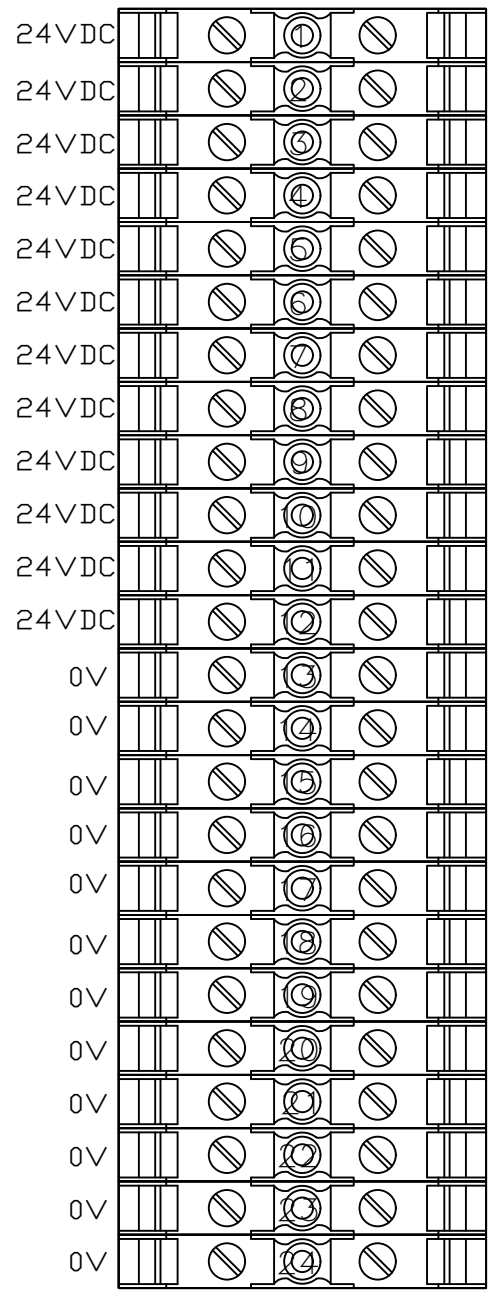 24VDC 1
24VDC 2
24VDC 3
24VDC 4
24VDC 5
24VDC 6
24VDC 7
24VDC 8
24VDC 9
24VDC 10
24VDC 11
24VDC 12
0V 13
0V 14
0V 15
0V 16
0V 17
0V 18
0V 19
0V 20
0V 21
0V 22
0V 23
0V 24